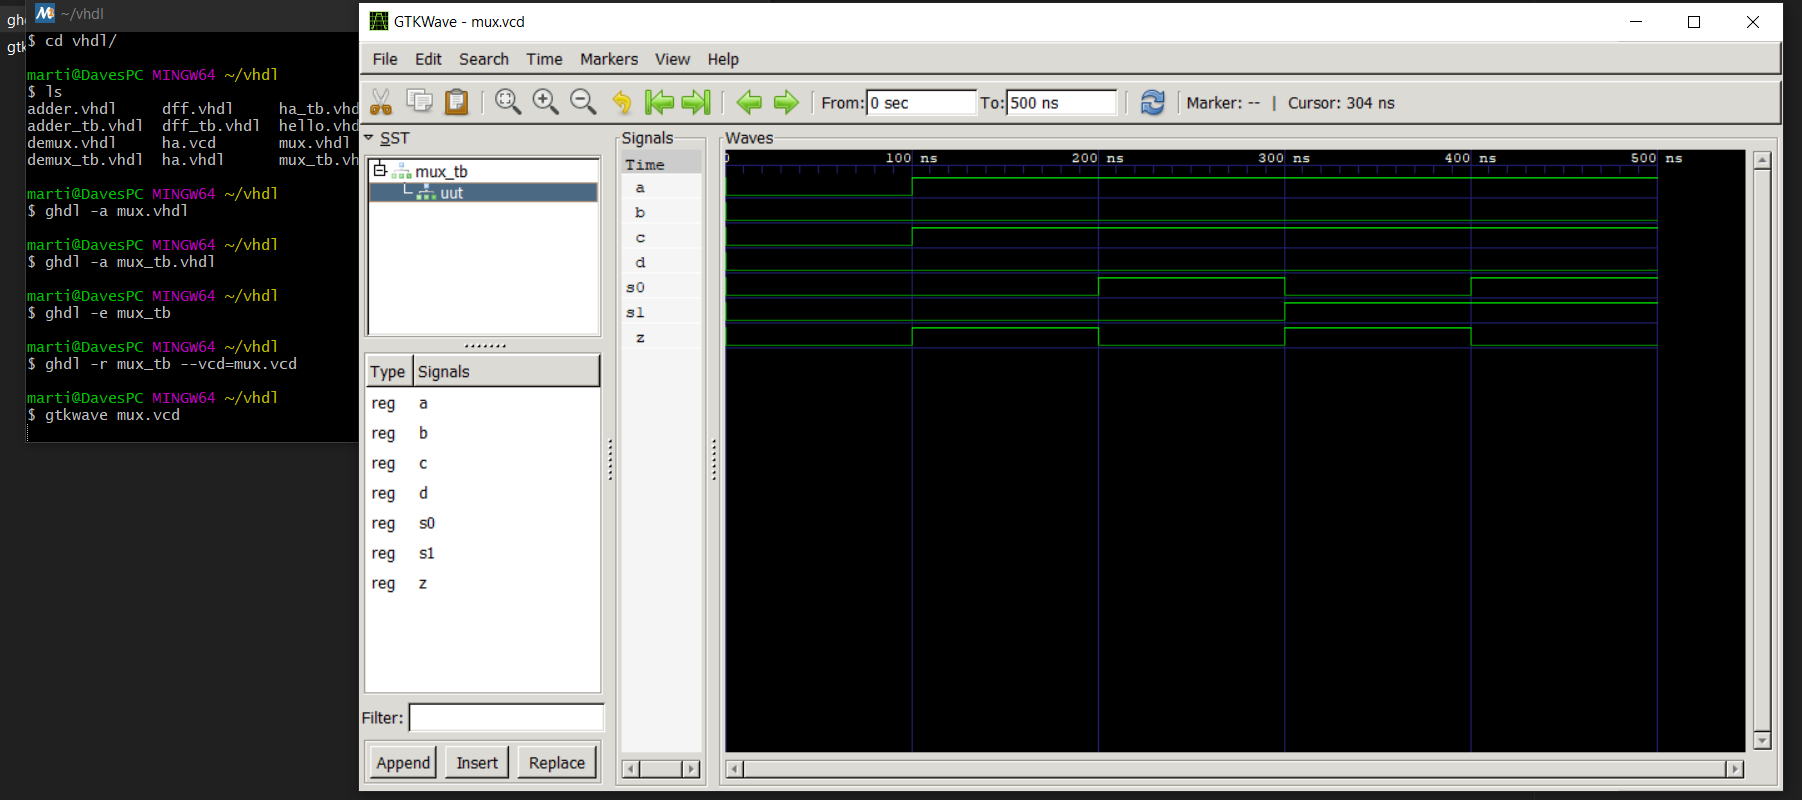 gh
gtk
~/vhdl
$ cd vhdl/
marti@DavesPC MINGW64 ~/vhdl
$ ls
adder.vhdl dff.vhdl ha_tb.vhd
adder_tb.vhdl dff_tb.vhdl hello.vhd
demux.vhdl ha.vcd mux.vhdl
demux_tb.vhdl ha.vhdl mux_tb.vh
marti@DavesPC MINGW64 ~/vhdl
$ ghdl -a mux.vhdl
marti@DavesPC MINGW64 ~/vhdl
$ ghdl -a mux_tb.vhdl
marti@DavesPC MINGW64 ~/vhdl
$ ghdl -e mux_tb
marti@DavesPC MINGW64 ~/vhdl
$ ghdl -r mux_tb --vcd=mux.vcd
marti@DavesPC MINGW64 ~/vhdl
$ gtkwave mux.vcd
GTKWave - mux.vcd
File Edit Search Time Markers View Help
From: 0 sec To: 500 ns Marker: -- | Cursor: 304 ns
SST
mux_tb
uut
Type Signals
reg a
reg b
reg c
reg d
reg s0
reg s1
reg z
Filter:
Append Insert Replace
Signals
Time
a
b
c
d
s0
s1
z
Waves
0 100 ns 200 ns 300 ns 400 ns 500 ns